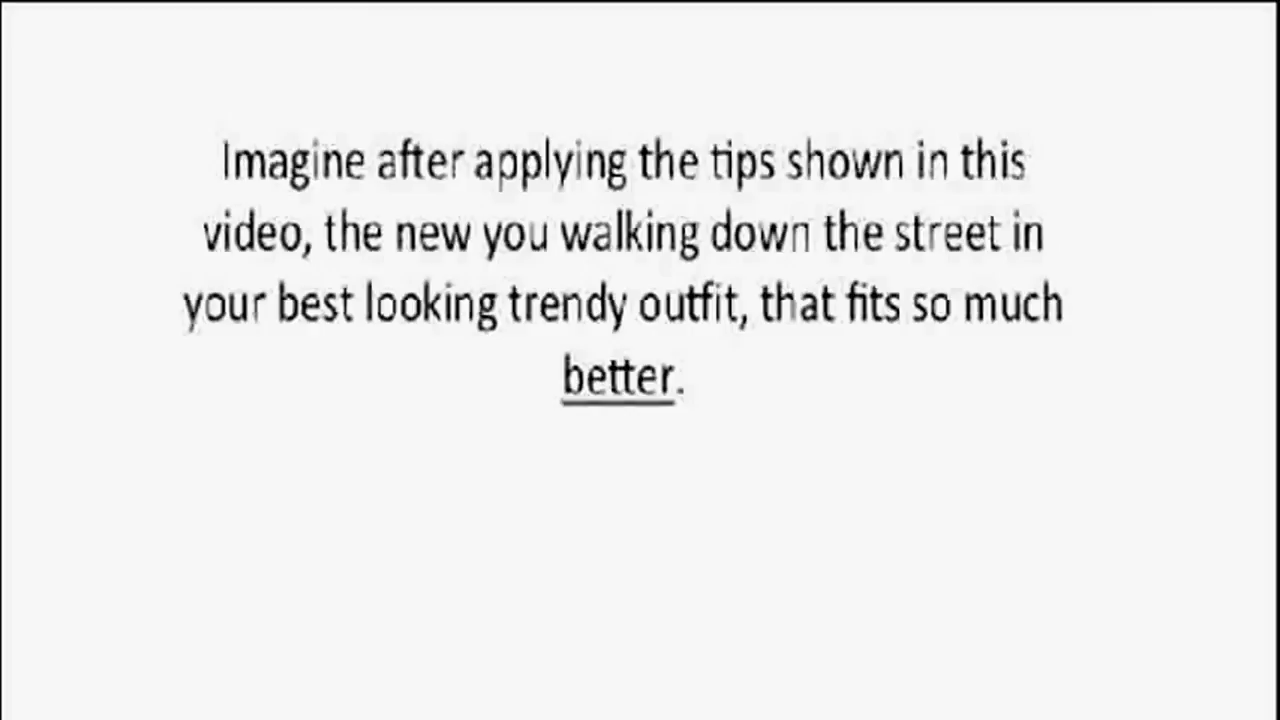 Imagine after applying the tips shown in this
video, the new you walking down the street in
your best looking trendy outfit, that fits so much
better.